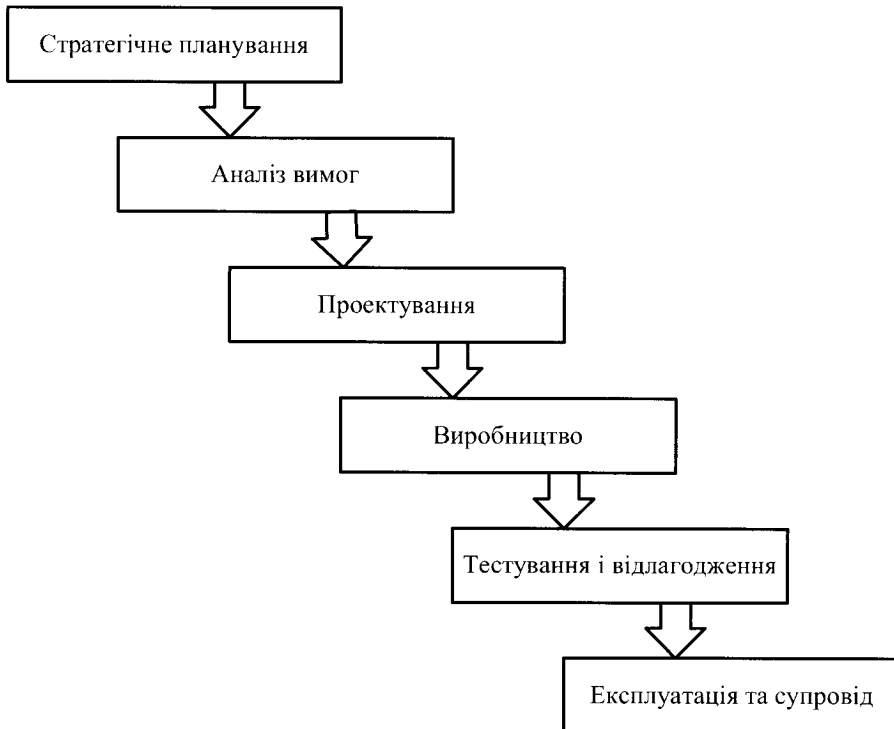 Стратегічне планування
Аналіз вимог
Проектування
Виробництво
Тестування і відлагодження
Експлуатація та супровід